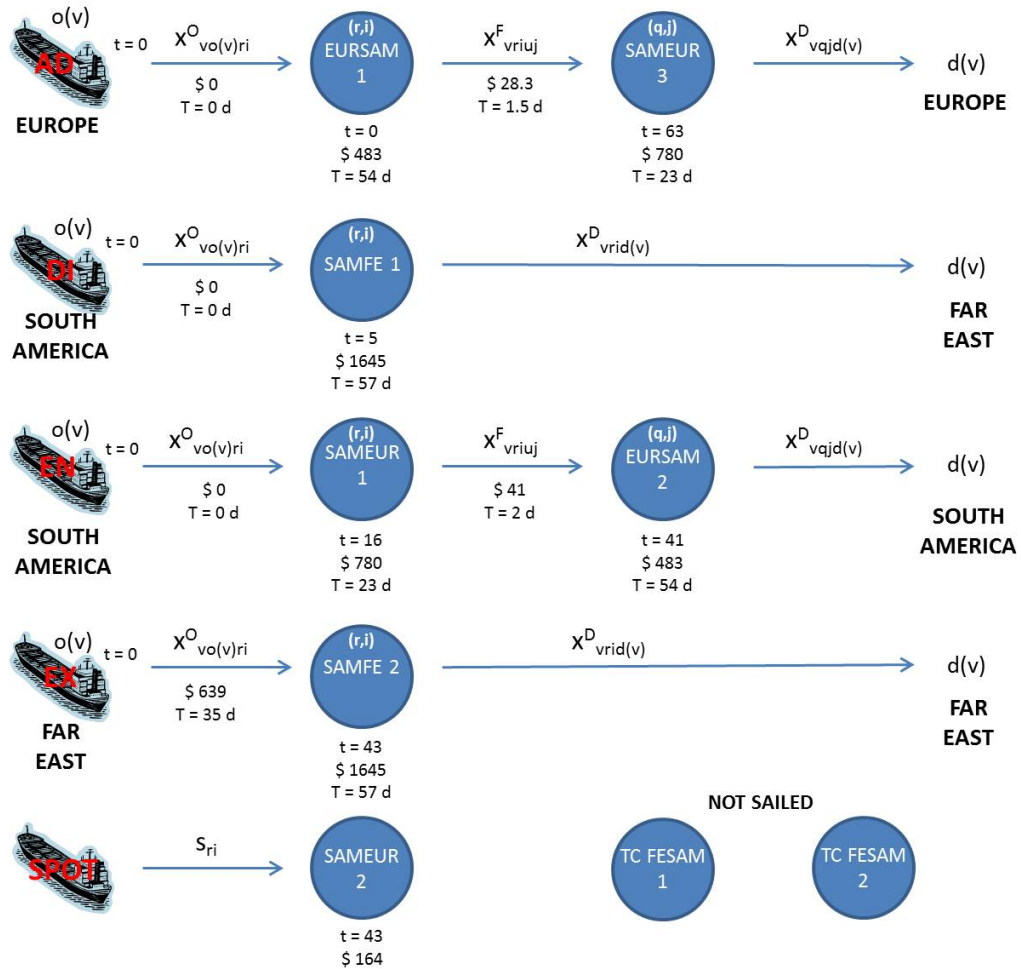 o(v)
t = 0
AD
EUROPE
X^O_vo(v)ri
$ 0
T = 0 d
(r,i)
EURSAM
1
t = 0
$ 483
T = 54 d
X^F_vriuj
$ 28.3
T = 1.5 d
(q,j)
SAMEUR
3
t = 63
$ 780
T = 23 d
X^D_vqjd(v)
d(v)
EUROPE
o(v)
t = 0
DI
SOUTH
AMERICA
X^O_vo(v)ri
$ 0
T = 0 d
(r,i)
SAMFE 1
t = 5
$ 1645
T = 57 d
X^D_vrid(v)
d(v)
FAR
EAST
o(v)
t = 0
EN
SOUTH
AMERICA
X^O_vo(v)ri
$ 0
T = 0 d
(r,i)
SAMEUR
1
t = 16
$ 780
T = 23 d
X^F_vriuj
$ 41
T = 2 d
(q,j)
EURSAM
2
t = 41
$ 483
T = 54 d
X^D_vqjd(v)
d(v)
SOUTH
AMERICA
o(v)
t = 0
EX
FAR
EAST
X^O_vo(v)ri
$ 639
T = 35 d
(r,i)
SAMFE 2
t = 43
$ 1645
T = 57 d
X^D_vrid(v)
d(v)
FAR
EAST
SPOT
S_ri
SAMEUR
2
t = 43
$ 164
NOT SAILED
TC FESAM
1
TC FESAM
2